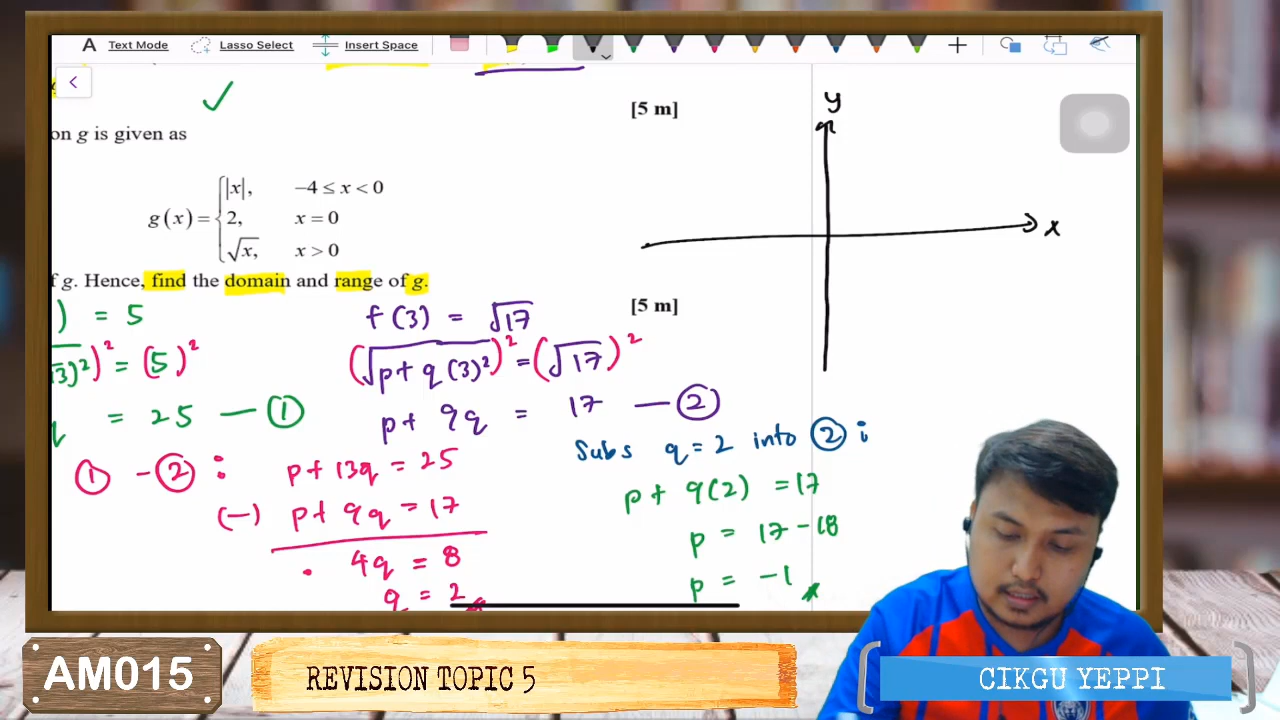 A Text Mode Lasso Select Insert Space
[5 m]
on g is given as
g(x) = { |x|, −4 ≤ x < 0
2, x = 0
√x, x > 0
f g. Hence, find the domain and range of g.
[5 m]
y
x
) = 5
3)²)² = (5)²
= 25 — ①
① - ② :
p + 13q = 25
(-) p + 9q = 17
4q = 8
q = 2
f(3) = √17
(√p + q(3)²)² = (√17)²
p + 9q = 17 — ②
Subs q = 2 into ② :
p + 9(2) = 17
p = 17 - 18
p = -1
AM015
REVISION TOPIC 5
CIKGU YEPPI